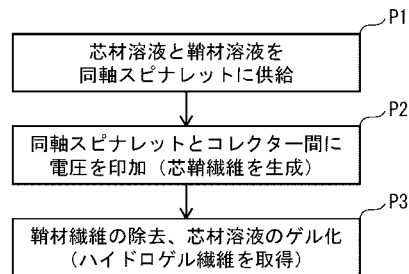 P1
芯材溶液と鞘材溶液を
同軸スピナレットに供給
P2
同軸スピナレットとコレクター間に
電圧を印加（芯鞘繊維を生成）
P3
鞘材繊維の除去、芯材溶液のゲル化
（ハイドロゲル繊維を取得）